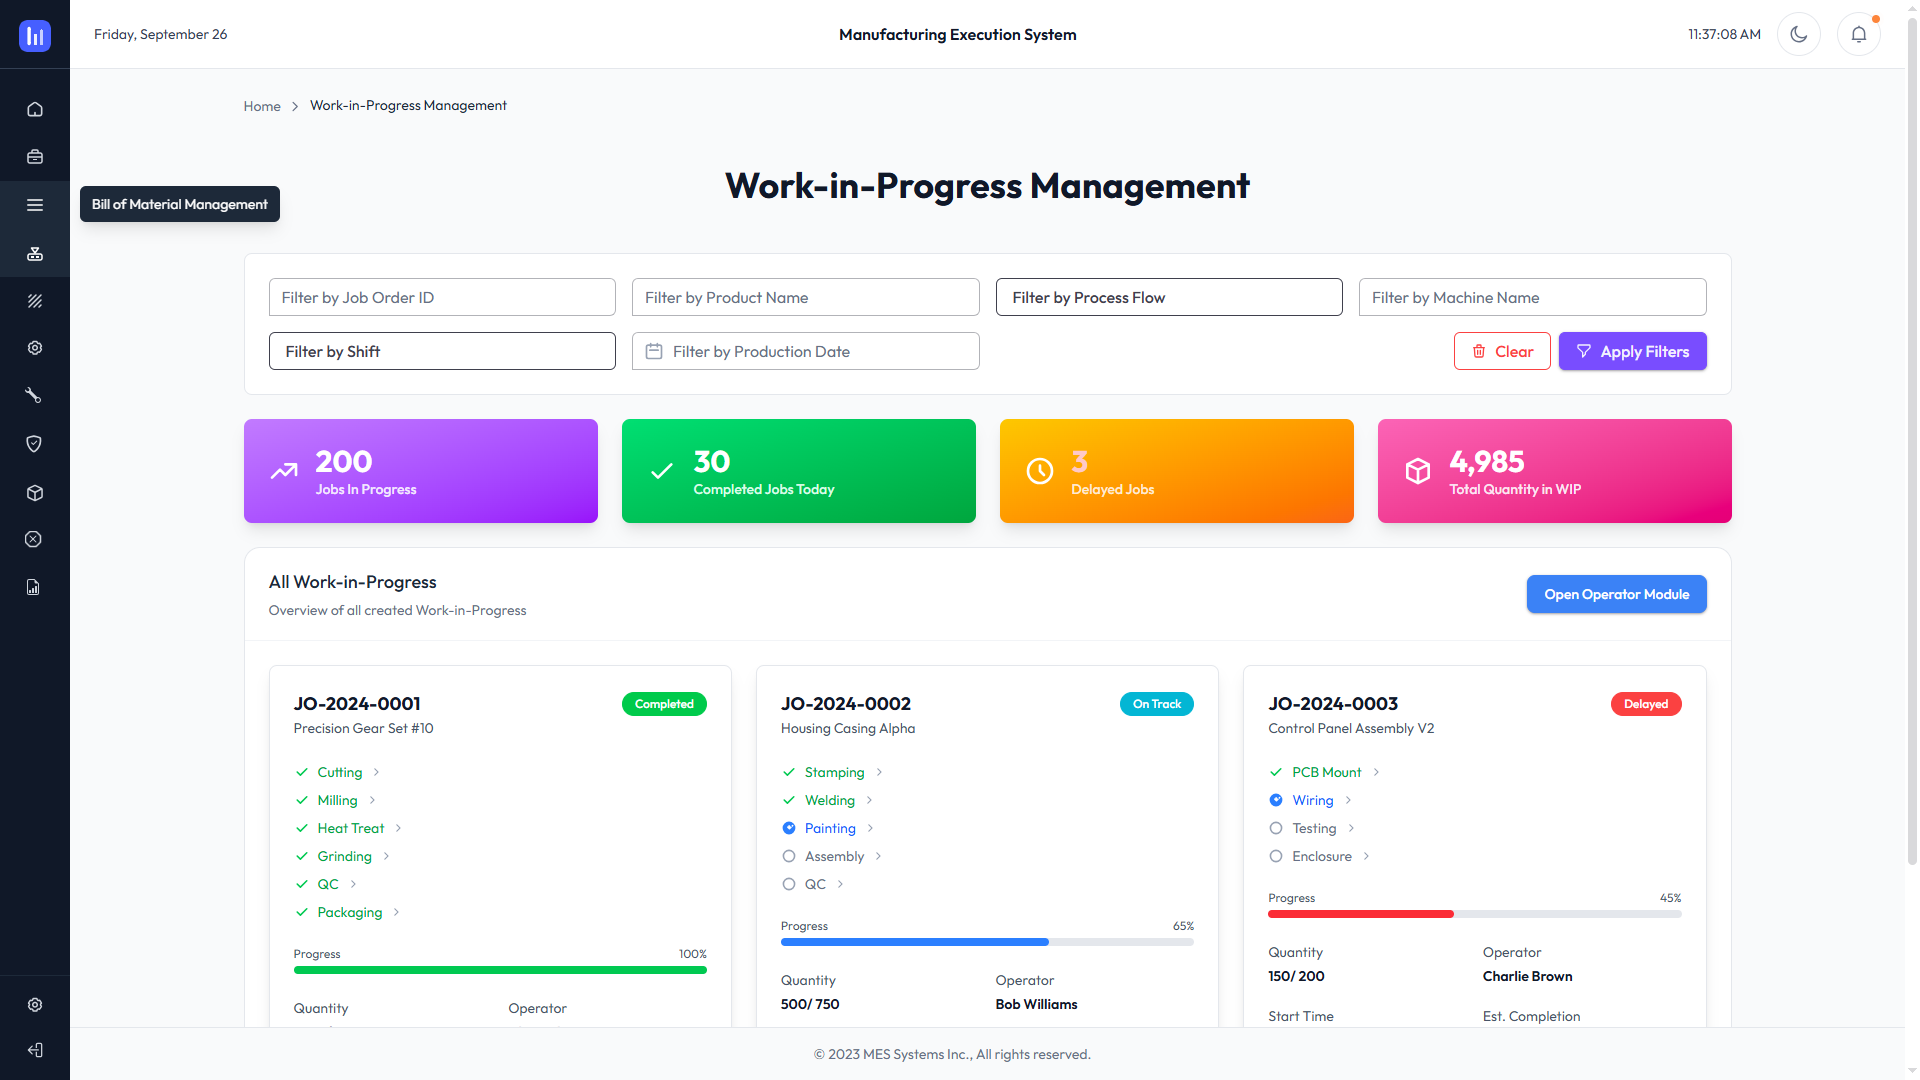 Friday, September 26
Manufacturing Execution System
11:37:08 AM
Home
Work-in-Progress Management
Work-in-Progress Management
Bill of Material Management
Filter by Job Order ID
Filter by Product Name
Filter by Process Flow
Filter by Machine Name
Filter by Shift
Filter by Production Date
Clear
Apply Filters
200
Jobs In Progress
30
Completed Jobs Today
3
Delayed Jobs
4,985
Total Quantity in WIP
All Work-in-Progress
Overview of all created Work-in-Progress
Open Operator Module
JO-2024-0001
Completed
Precision Gear Set #10
Cutting
Milling
Heat Treat
Grinding
QC
Packaging
Progress
100%
Quantity
Operator
JO-2024-0002
On Track
Housing Casing Alpha
Stamping
Welding
Painting
Assembly
QC
Progress
65%
Quantity
Operator
500/ 750
Bob Williams
JO-2024-0003
Delayed
Control Panel Assembly V2
PCB Mount
Wiring
Testing
Enclosure
Progress
45%
Quantity
Operator
150/ 200
Charlie Brown
Start Time
Est. Completion
© 2023 MES Systems Inc., All rights reserved.